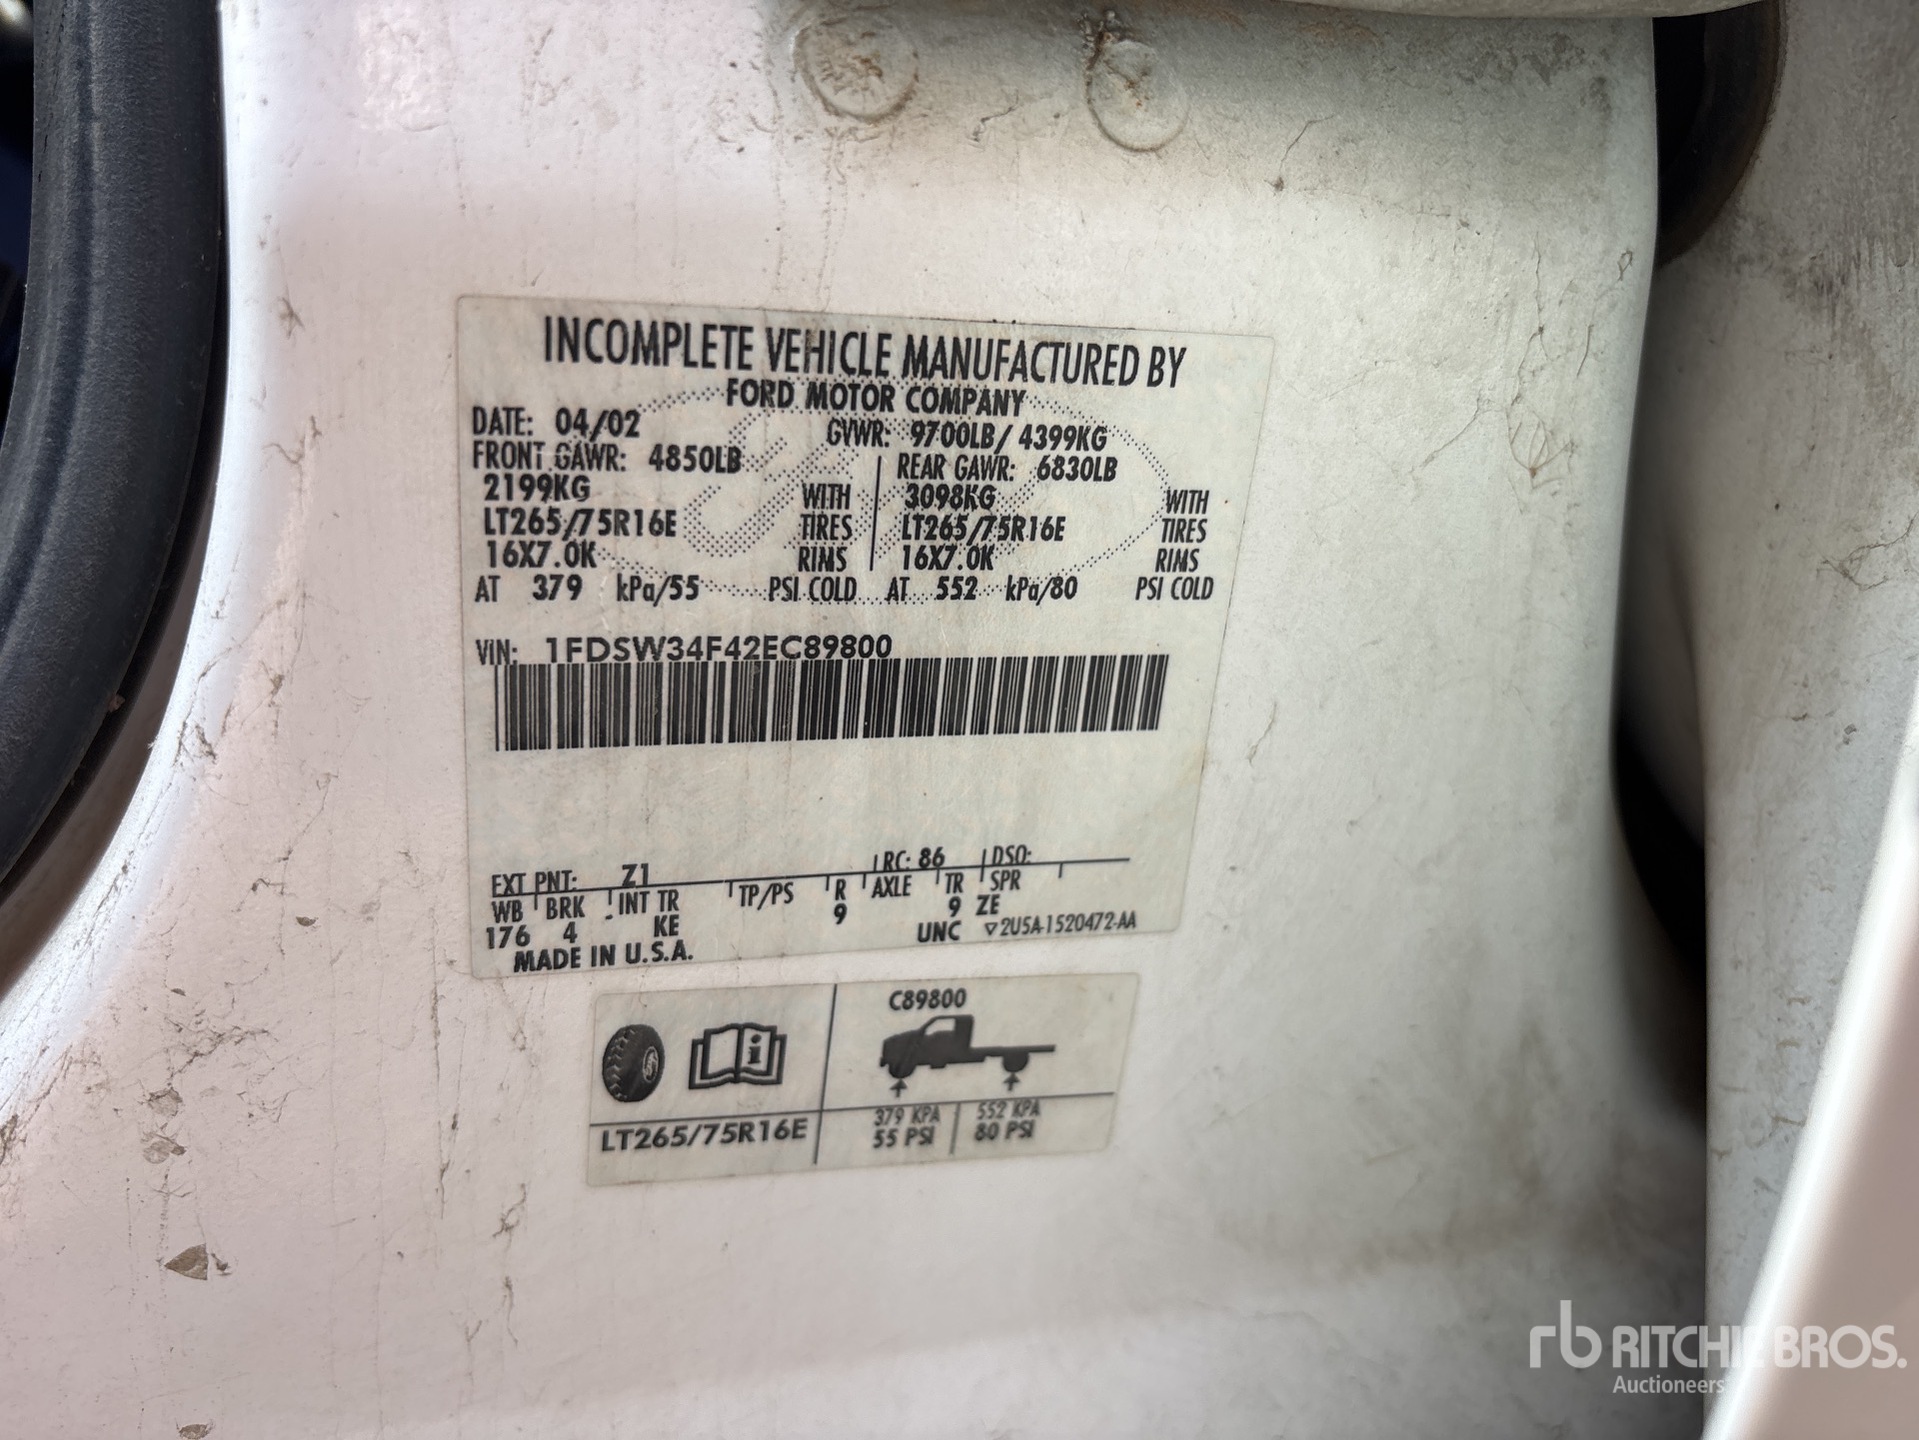 INCOMPLETE VEHICLE MANUFACTURED BY
FORD MOTOR COMPANY
DATE: 04/02 GVWR: 9700LB/ 4399KG
FRONT GAWR: 4850LB REAR GAWR: 6830LB
2199KG WITH 3098KG WITH
LT265/75R16E TIRES LT265/75R16E TIRES
16X7.0K RIMS 16X7.0K RIMS
AT 379 kPa/55 PSI COLD AT 552 kPa/80 PSI COLD
VIN: 1FDSW34F42EC89800
EXT PNT: Z1 RC: 86 DSO:
WB BRK INT TR TP/PS R AXLE TR SPR
176 4 KE 9 9 ZE
MADE IN U.S.A. UNC ▽2U5A-1520472-AA
C89800
i
379 KPA 552 KPA
LT265/75R16E 55 PSI 80 PSI
rb RITCHIE BROS.
Auctioneers